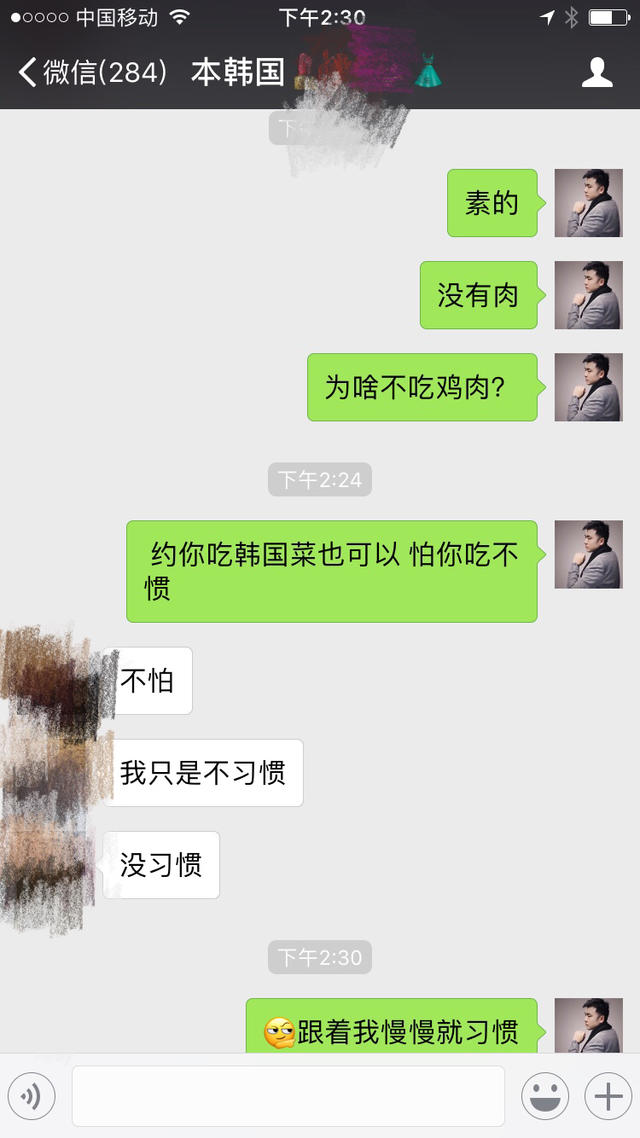 中国移动 下午2:30
微信(284) 本韩国
素的
没有肉
为啥不吃鸡肉?
下午2:24
约你吃韩国菜也可以 怕你吃不
惯
不怕
我只是不习惯
没习惯
下午2:30
跟着我慢慢就习惯